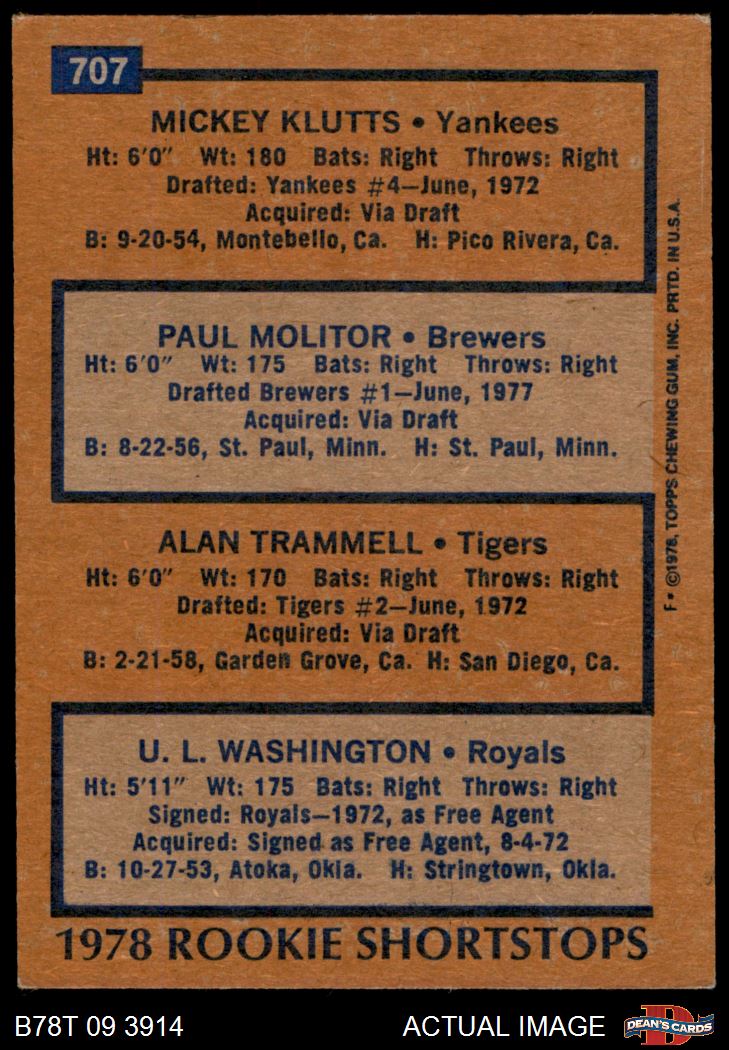 707
MICKEY KLUTTS • Yankees
Ht: 6'0" Wt: 180 Bats: Right Throws: Right
Drafted: Yankees #4—June, 1972
Acquired: Via Draft
B: 9-20-54, Montebello, Ca. H: Pico Rivera, Ca.
PAUL MOLITOR • Brewers
Ht: 6'0" Wt: 175 Bats: Right Throws: Right
Drafted Brewers #1—June, 1977
Acquired: Via Draft
B: 8-22-56, St. Paul, Minn. H: St. Paul, Minn.
ALAN TRAMMELL • Tigers
Ht: 6'0" Wt: 170 Bats: Right Throws: Right
Drafted: Tigers #2—June, 1972
Acquired: Via Draft
B: 2-21-58, Garden Grove, Ca. H: San Diego, Ca.
U. L. WASHINGTON • Royals
Ht: 5'11" Wt: 175 Bats: Right Throws: Right
Signed: Royals—1972, as Free Agent
Acquired: Signed as Free Agent, 8-4-72
B: 10-27-53, Atoka, Okla. H: Stringtown, Okla.
1978 ROOKIE SHORTSTOPS
F* ©1978, TOPPS CHEWING GUM, INC. PRTD. IN U.S.A.
B78T 09 3914 ACTUAL IMAGE
D
DEAN'S CARDS